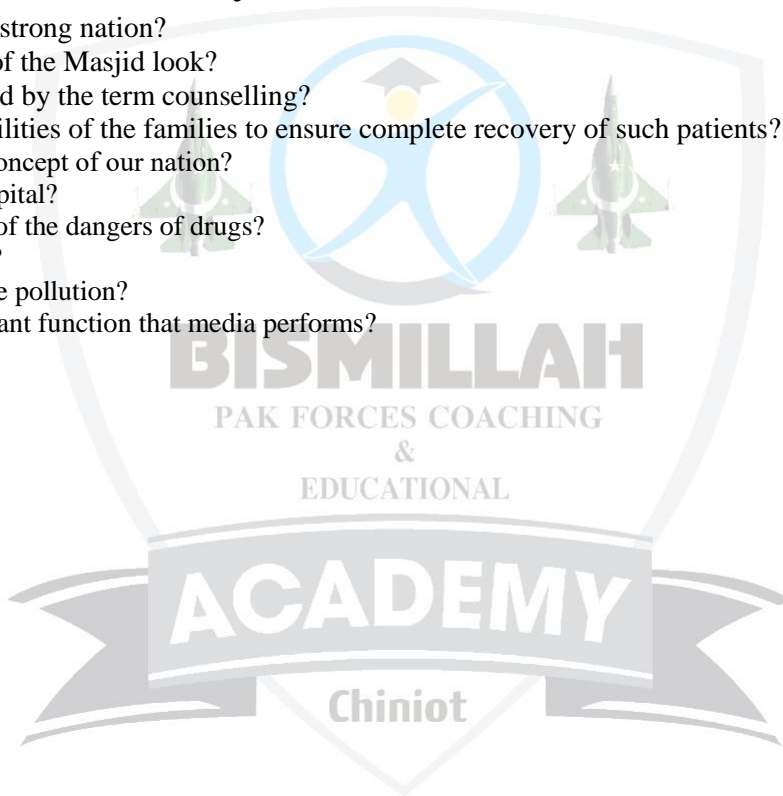 strong nation?
of the Masjid look?
d by the term counselling?
ilities of the families to ensure complete recovery of such patients?
oncept of our nation?
pital?
of the dangers of drugs?
?
e pollution?
ant function that media performs?
BISMILLAH
PAK FORCES COACHING
&
EDUCATIONAL
ACADEMY
Chiniot